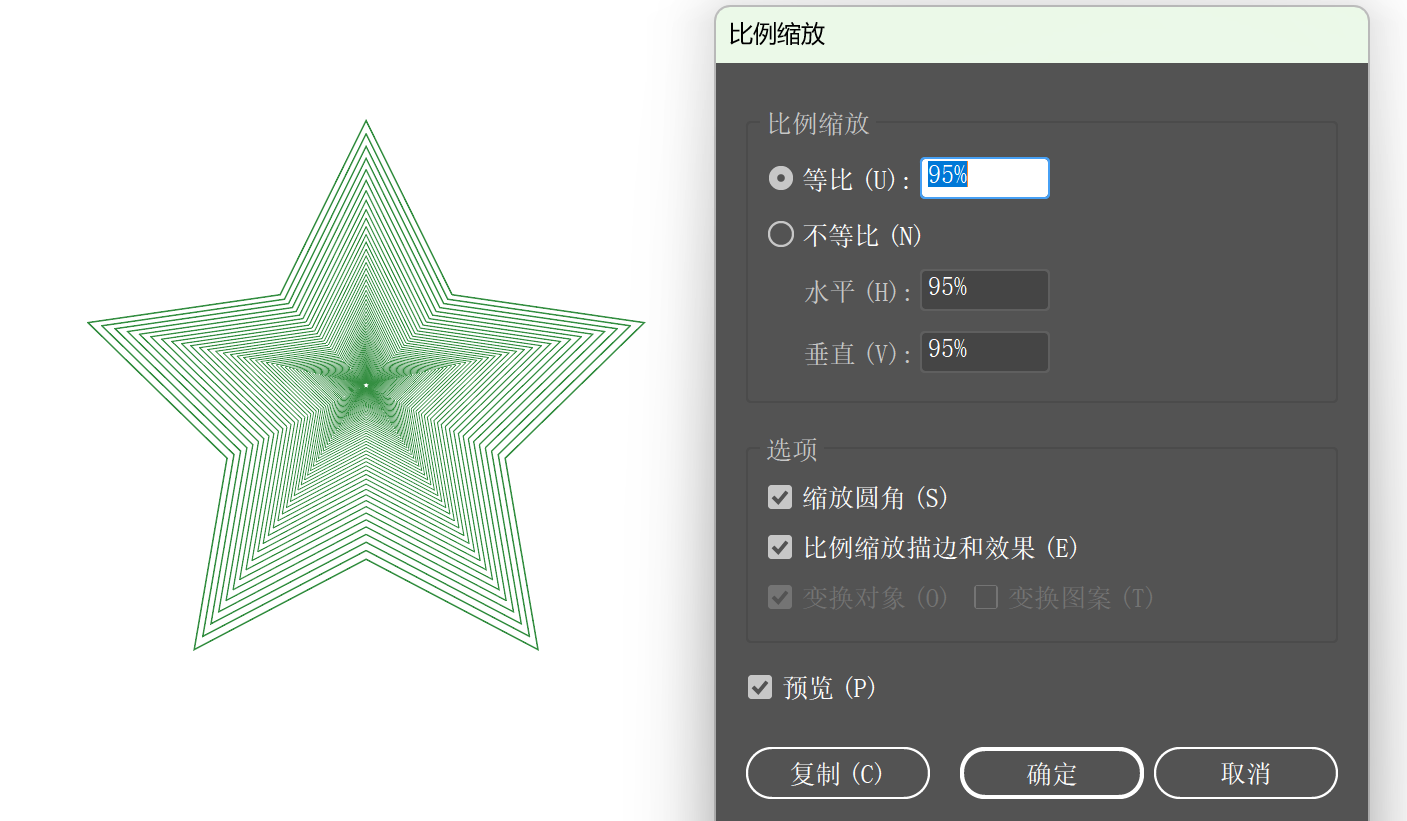 比例缩放
比例缩放
等比 (U) : 95%
不等比 (N)
水平 (H) : 95%
垂直 (V) : 95%
选项
缩放圆角 (S)
比例缩放描边和效果 (E)
变换对象 (O) 变换图案 (T)
预览 (P)
复制 (C) 确定 取消